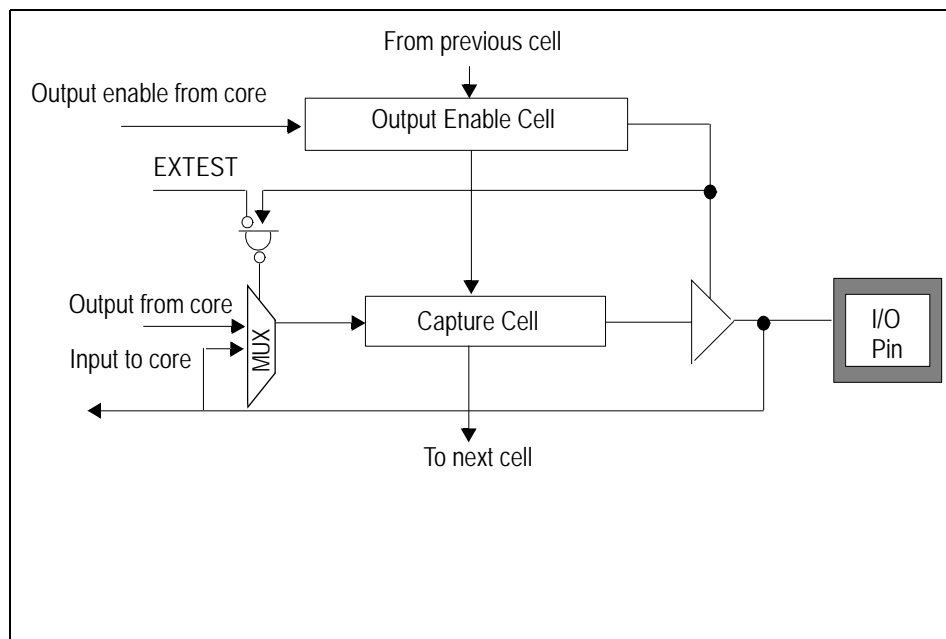 From previous cell
Output enable from core
Output Enable Cell
EXTEST
Output from core
Input to core
MUX
Capture Cell
I/O
Pin
To next cell